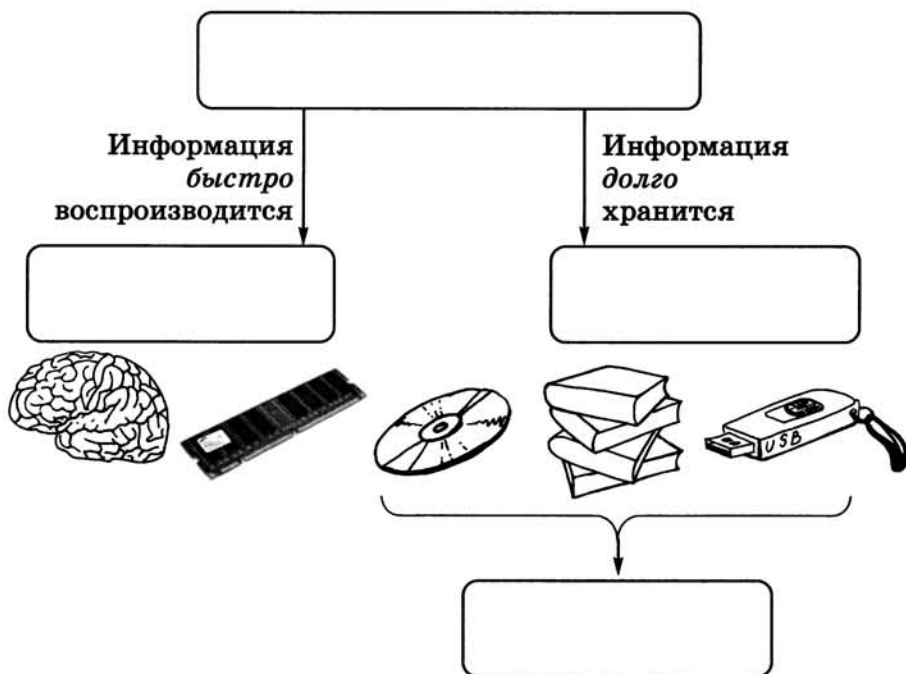 Информация
быстро
воспроизводится
Информация
долго
хранится
USB